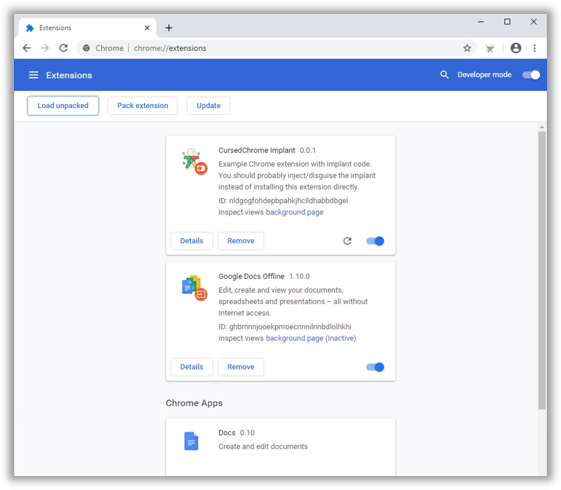 Extensions
Chrome | chrome://extensions
Extensions
Developer mode
Load unpacked
Pack extension
Update
CursedChrome Implant 0.0.1
Example Chrome extension with implant code.
You should probably inject/disguise the implant
instead of installing this extension directly.
ID: nldgogfohdepbpahkjhclldhabbdbgel
Inspect views background page
Details
Remove
Google Docs Offline 1.10.0
Edit, create and view your documents,
spreadsheets and presentations – all without
Internet access.
ID: ghbmnnjooekpmoecnnnilnnbdlolhkhi
Inspect views background page (Inactive)
Details
Remove
Chrome Apps
Docs 0.10
Create and edit documents